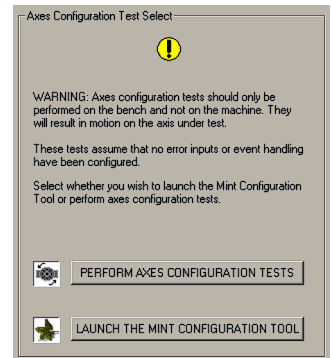 Axes Configuration Test Select
WARNING: Axes configuration tests should only be
performed on the bench and not on the machine. They
will result in motion on the axis under test.
These tests assume that no error inputs or event handling
have been configured.
Select whether you wish to launch the Mint Configuration
Tool or perform axes configuration tests.
PERFORM AXES CONFIGURATION TESTS
LAUNCH THE MINT CONFIGURATION TOOL